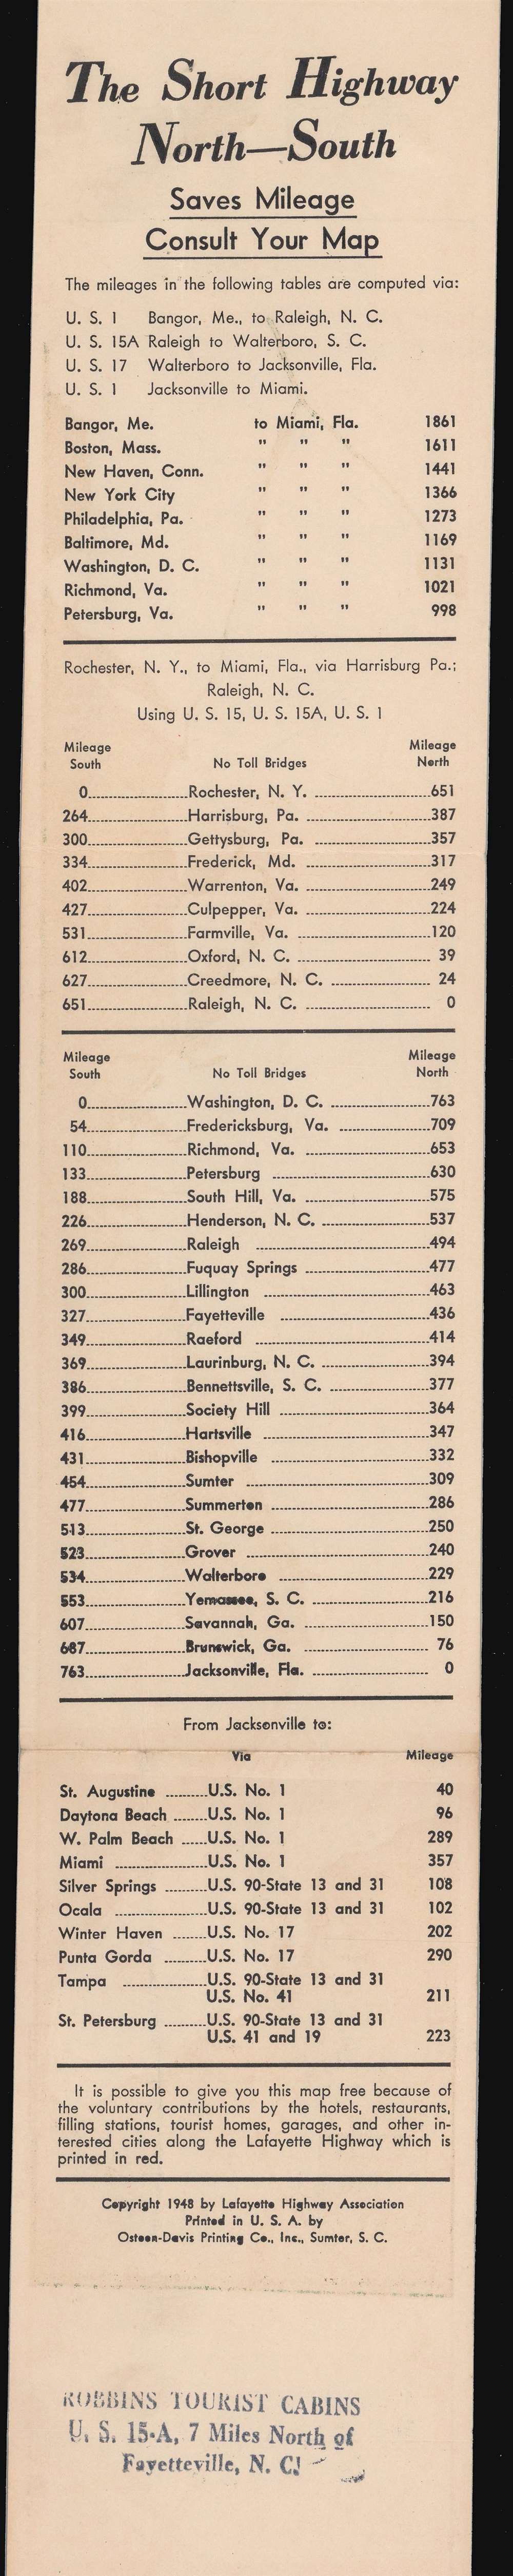 The Short Highway
North—South
Saves Mileage
Consult Your Map
The mileages in the following tables are computed via:
U. S. 1 Bangor, Me., to Raleigh, N. C.
U. S. 15A Raleigh to Walterboro, S. C.
U. S. 17 Walterboro to Jacksonville, Fla.
U. S. 1 Jacksonville to Miami.
Bangor, Me. to Miami, Fla. 1861
Boston, Mass. " " " 1611
New Haven, Conn. " " " 1441
New York City " " " 1366
Philadelphia, Pa. " " " 1273
Baltimore, Md. " " " 1169
Washington, D. C. " " " 1131
Richmond, Va. " " " 1021
Petersburg, Va. " " " 998
Rochester, N. Y., to Miami, Fla., via Harrisburg Pa.;
Raleigh, N. C.
Using U. S. 15, U. S. 15A, U. S. 1
Mileage Mileage
South No Toll Bridges North
0 Rochester, N. Y. 651
264 Harrisburg, Pa. 387
300 Gettysburg, Pa. 357
334 Frederick, Md. 317
402 Warrenton, Va. 249
427 Culpepper, Va. 224
531 Farmville, Va. 120
612 Oxford, N. C. 39
627 Creedmore, N. C. 24
651 Raleigh, N. C. 0
Mileage Mileage
South No Toll Bridges North
0 Washington, D. C. 763
54 Fredericksburg, Va. 709
110 Richmond, Va. 653
133 Petersburg 630
188 South Hill, Va. 575
226 Henderson, N. C. 537
269 Raleigh 494
286 Fuquay Springs 477
300 Lillington 463
327 Fayetteville 436
349 Raeford 414
369 Laurinburg, N. C. 394
386 Bennettsville, S. C. 377
399 Society Hill 364
416 Hartsville 347
431 Bishopville 332
454 Sumter 309
477 Summerton 286
513 St. George 250
523 Grover 240
534 Walterboro 229
553 Yemassee, S. C. 216
607 Savannah, Ga. 150
687 Brunswick, Ga. 76
763 Jacksonville, Fla. 0
From Jacksonville to:
Via Mileage
St. Augustine U.S. No. 1 40
Daytona Beach U.S. No. 1 96
W. Palm Beach U.S. No. 1 289
Miami U.S. No. 1 357
Silver Springs U.S. 90-State 13 and 31 108
Ocala U.S. 90-State 13 and 31 102
Winter Haven U.S. No. 17 202
Punta Gorda U.S. No. 17 290
Tampa U.S. 90-State 13 and 31
U.S. No. 41 211
St. Petersburg U.S. 90-State 13 and 31
U.S. 41 and 19 223
It is possible to give you this map free because of
the voluntary contributions by the hotels, restaurants,
filling stations, tourist homes, garages, and other in-
terested cities along the Lafayette Highway which is
printed in red.
Copyright 1948 by Lafayette Highway Association
Printed in U. S. A. by
Osteen-Davis Printing Co., Inc., Sumter, S. C.
ROBBINS TOURIST CABINS
U. S. 15-A, 7 Miles North of
Fayetteville, N. C.